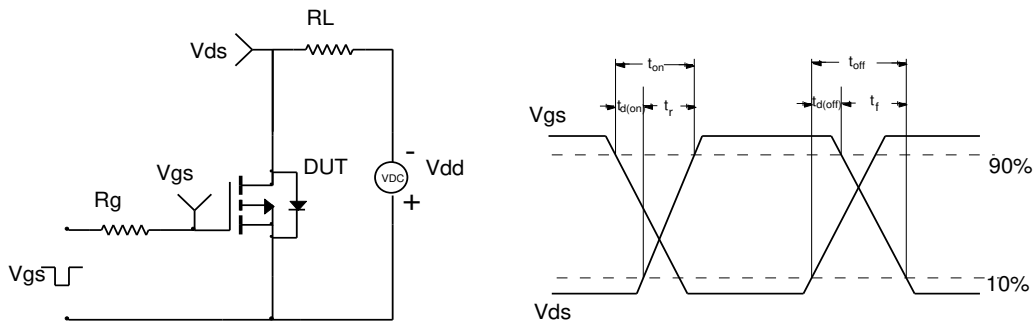 RL
Vds
Vgs
DUT
VDC
-
+
Vdd
Rg
Vgs
ton
toff
td(on)
tr
td(off)
tf
Vgs
90%
10%
Vds